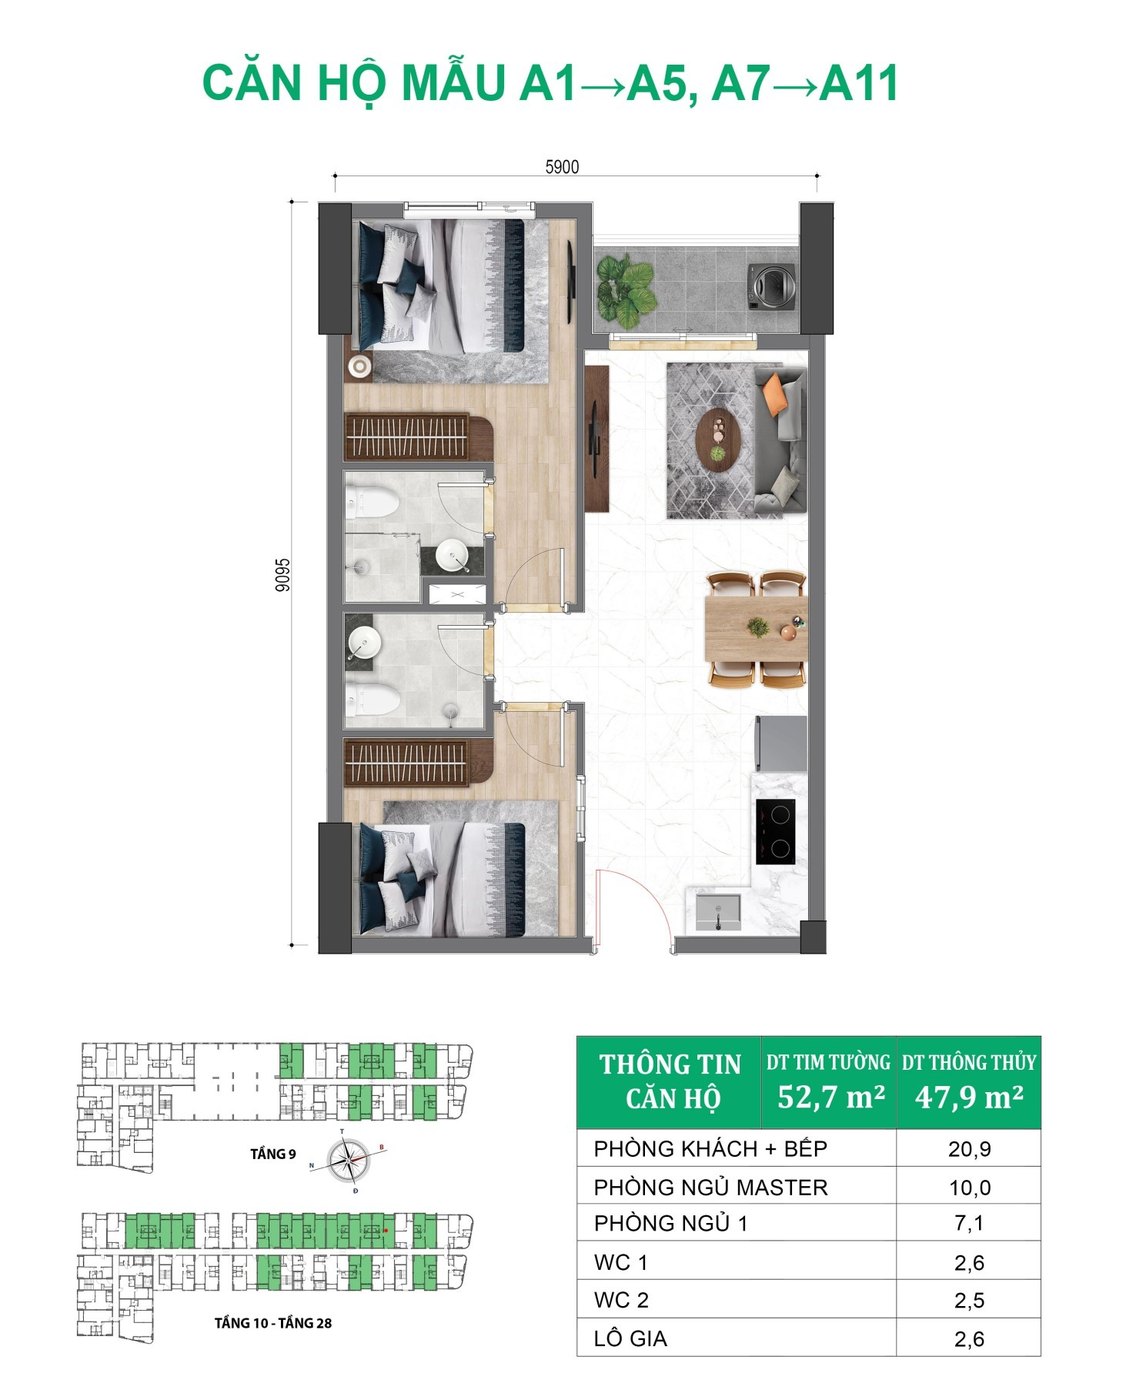 CĂN HỘ MẪU A1→A5, A7→A11
5900
9095
THÔNG TIN CĂN HỘ
DT TIM TƯỜNG 52,7 m²
DT THÔNG THỦY 47,9 m²
PHÒNG KHÁCH + BẾP 20,9
PHÒNG NGỦ MASTER 10,0
PHÒNG NGỦ 1 7,1
WC 1 2,6
WC 2 2,5
LÔ GIA 2,6
TẦNG 9
T
B
N
Đ
TẦNG 10 - TẦNG 28